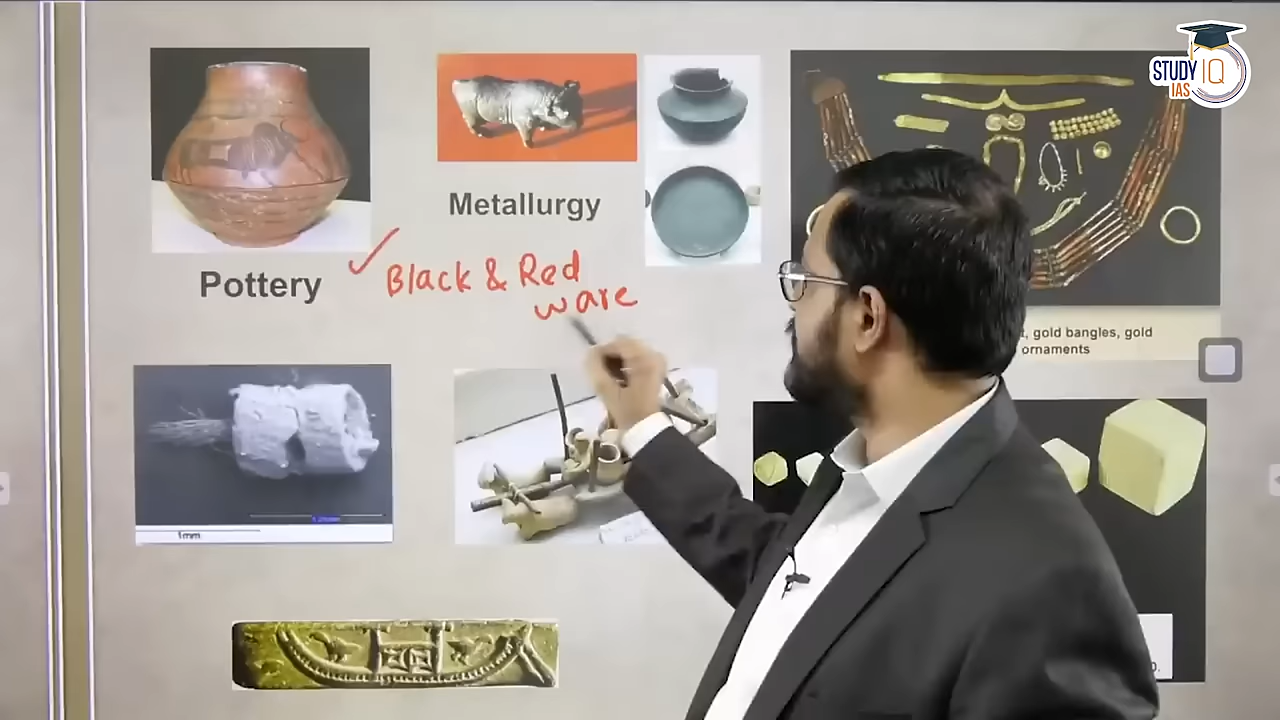 STUDY IQ
IAS
Metallurgy
Pottery
Black & Red
ware
, gold bangles, gold
ornaments
1mm